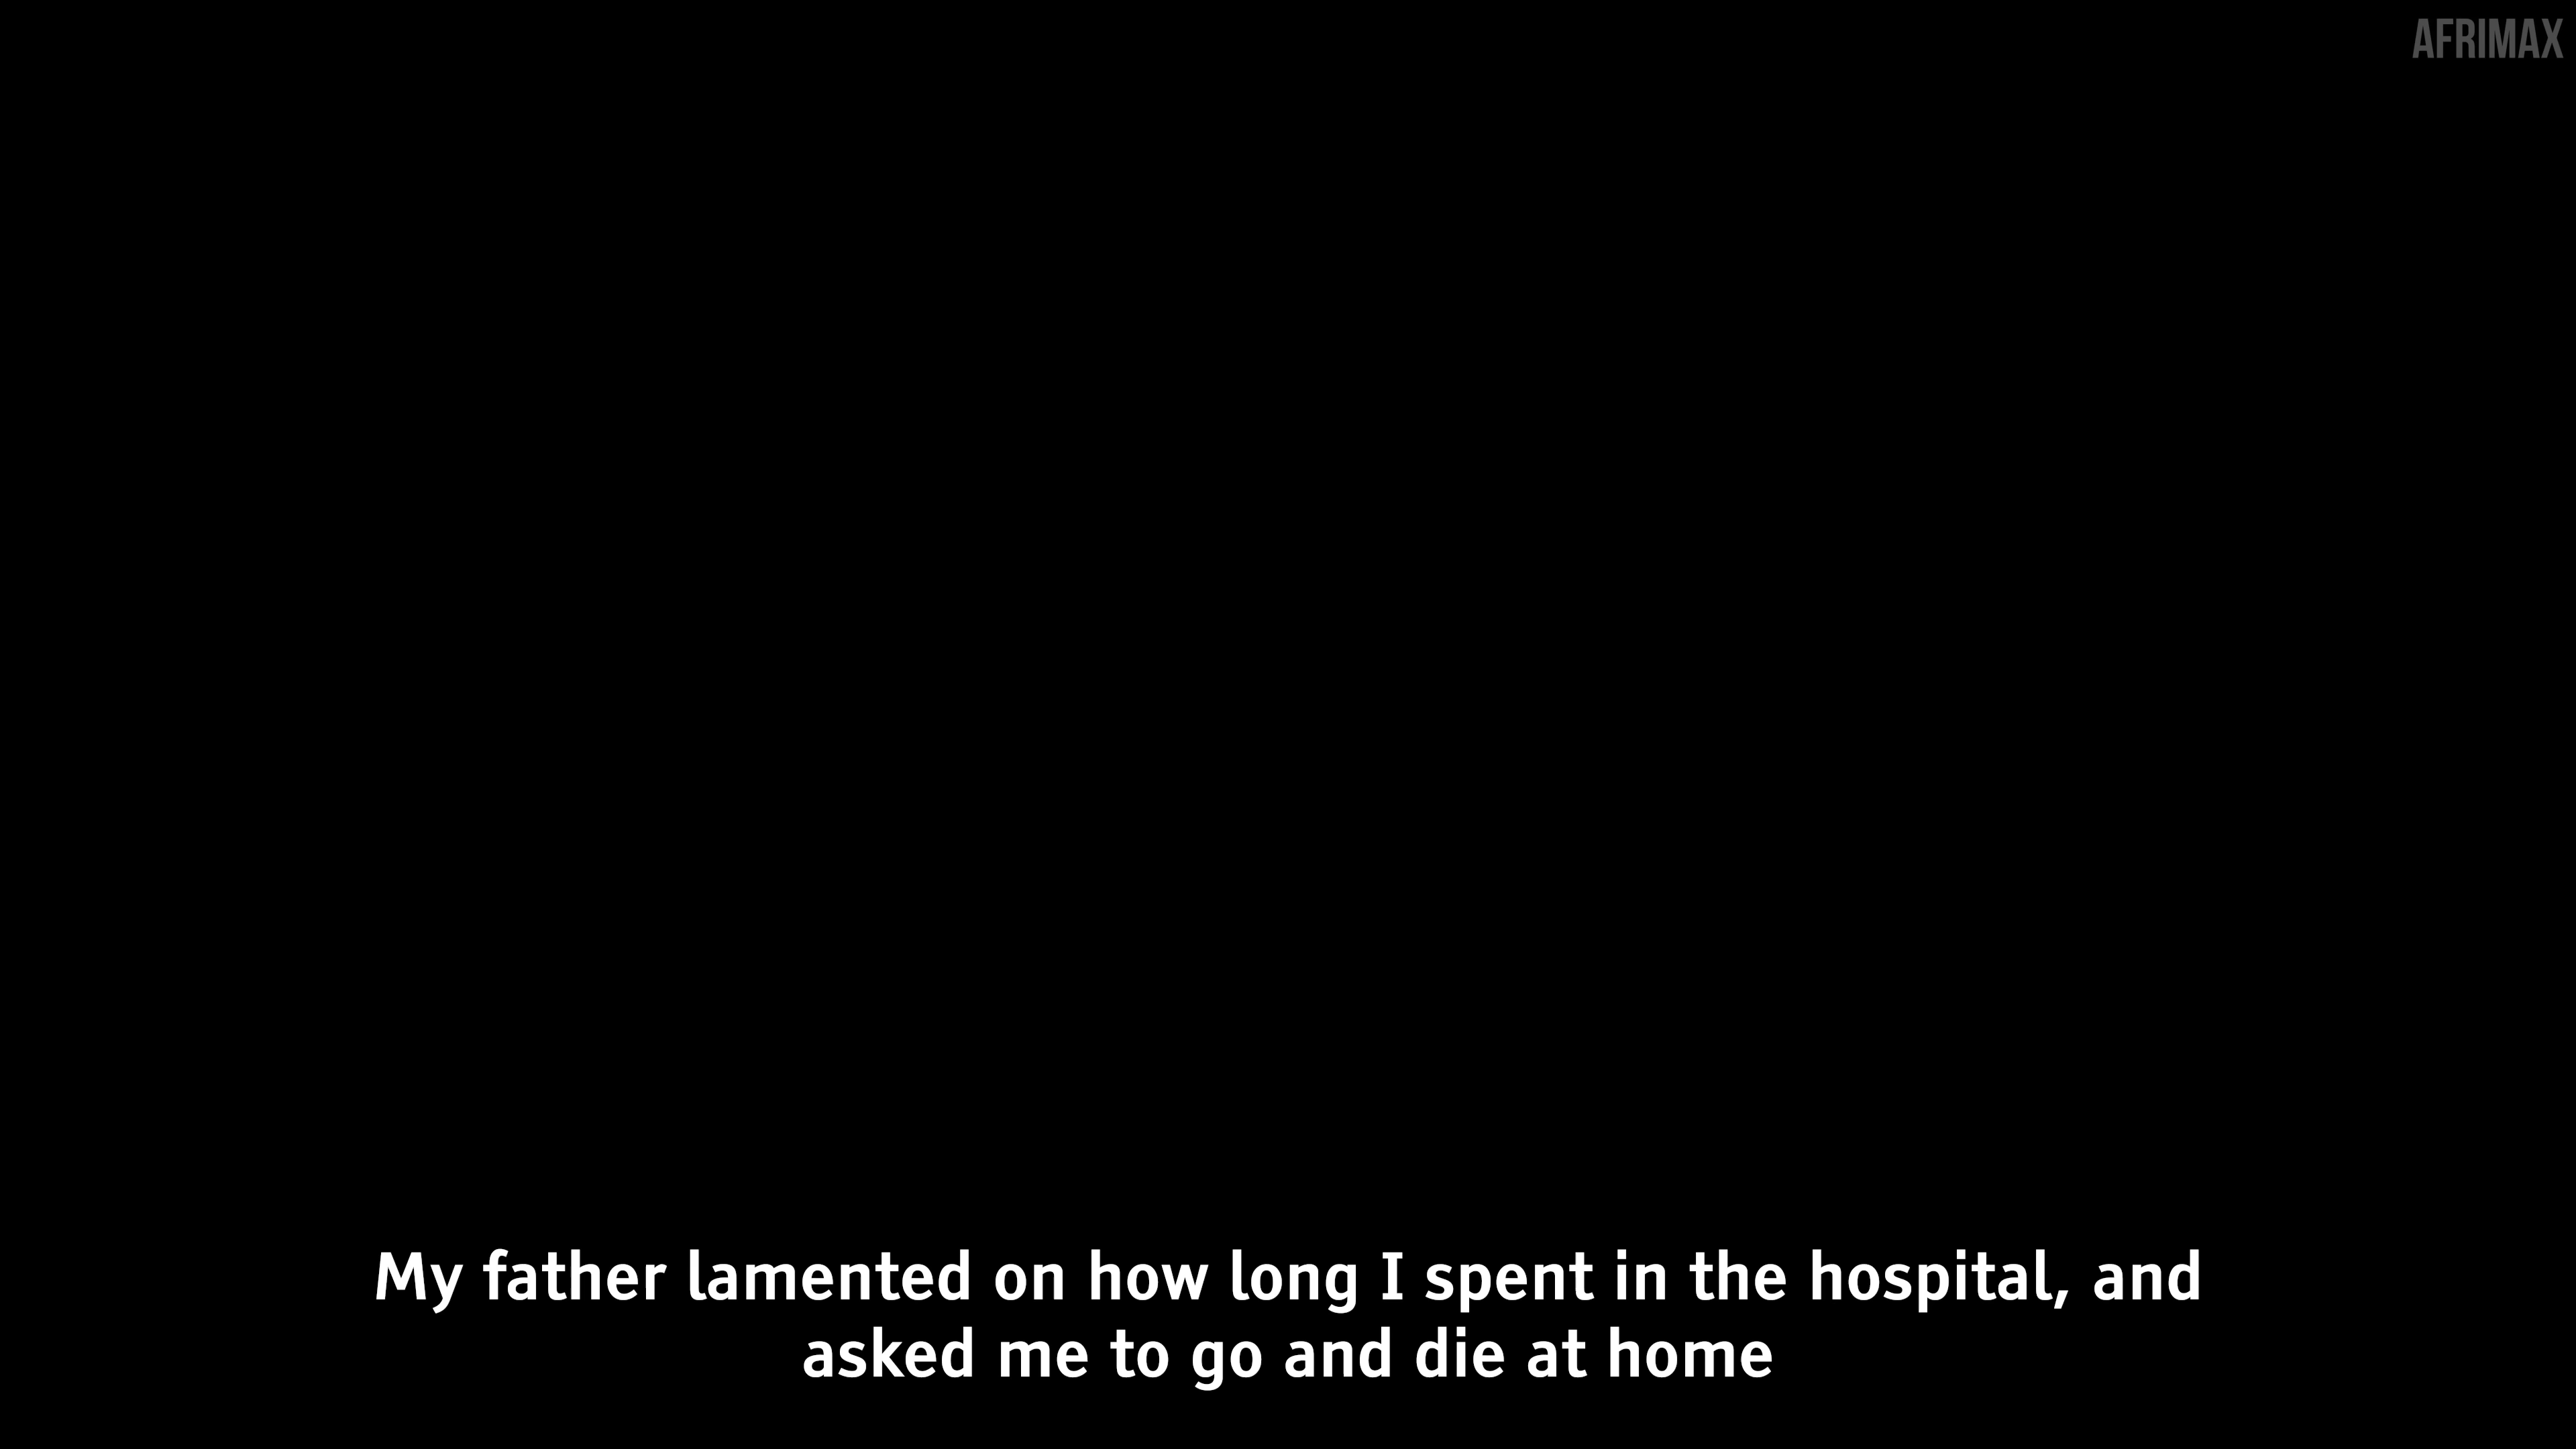 AFRIMAX
My father lamented on how long I spent in the hospital, and
asked me to go and die at home